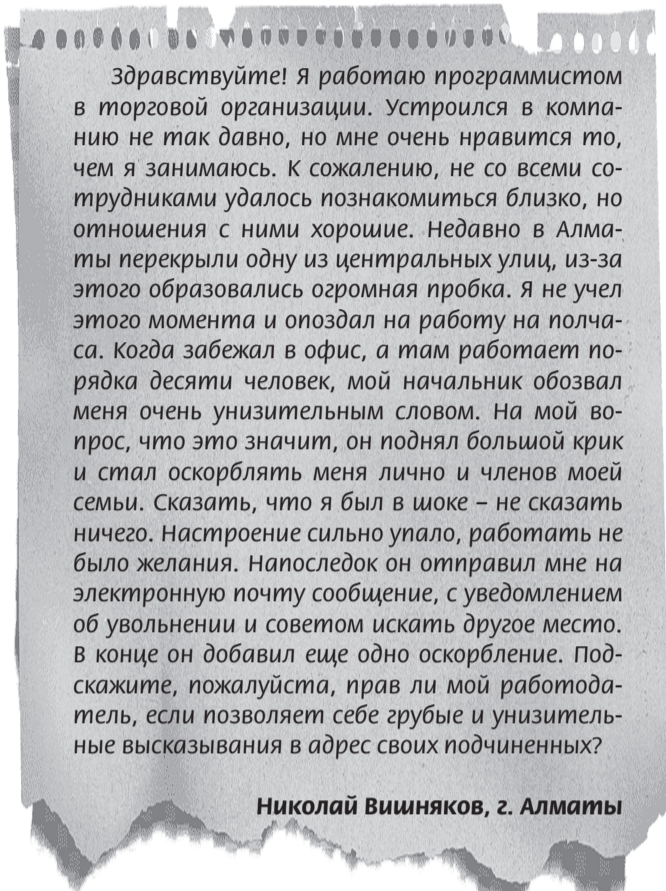 Здравствуйте! Я работаю программистом
в торговой организации. Устроился в компа-
нию не так давно, но мне очень нравится то,
чем я занимаюсь. К сожалению, не со всеми со-
трудниками удалось познакомиться близко, но
отношения с ними хорошие. Недавно в Алма-
ты перекрыли одну из центральных улиц, из-за
этого образовались огромная пробка. Я не учел
этого момента и опоздал на работу на полча-
са. Когда забежал в офис, а там работает по-
рядка десяти человек, мой начальник обозвал
меня очень унизительным словом. На мой во-
прос, что это значит, он поднял большой крик
и стал оскорблять меня лично и членов моей
семьи. Сказать, что я был в шоке – не сказать
ничего. Настроение сильно упало, работать не
было желания. Напоследок он отправил мне на
электронную почту сообщение, с уведомлением
об увольнении и советом искать другое место.
В конце он добавил еще одно оскорбление. Под-
скажите, пожалуйста, прав ли мой работода-
тель, если позволяет себе грубые и унизитель-
ные высказывания в адрес своих подчиненных?
Николай Вишняков, г. Алматы